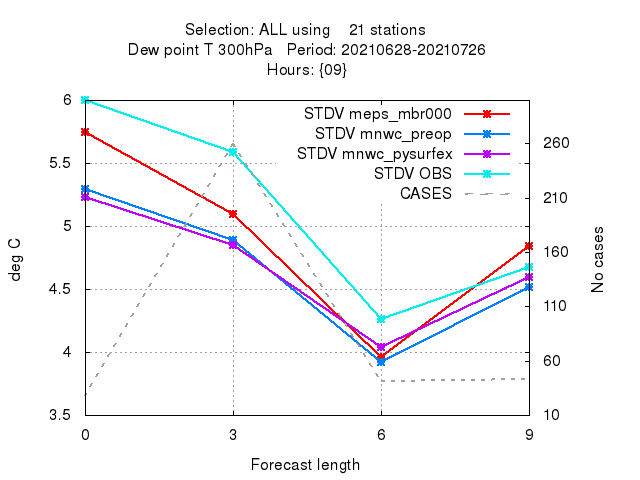 Selection: ALL using    21 stations
Dew point T 300hPa   Period: 20210628-20210726
Hours: {09}
STDV meps_mbr000
STDV mnwc_preop
STDV mnwc_pysurfex
STDV OBS
CASES
6
5.5
5
4.5
4
3.5
deg C
260
210
160
110
60
10
No cases
0 3 6 9
Forecast length